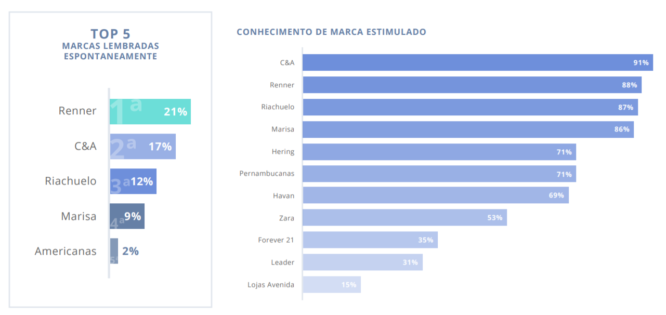 TOP 5
MARCAS LEMBRADAS
ESPONTANEAMENTE
Renner 1ª 21%
C&A 2ª 17%
Riachuelo 3ª 12%
Marisa 4ª 9%
Americanas 2%
CONHECIMENTO DE MARCA ESTIMULADO
C&A 91%
Renner 88%
Riachuelo 87%
Marisa 86%
Hering 71%
Pernambucanas 71%
Havan 69%
Zara 53%
Forever 21 35%
Leader 31%
Lojas Avenida 15%